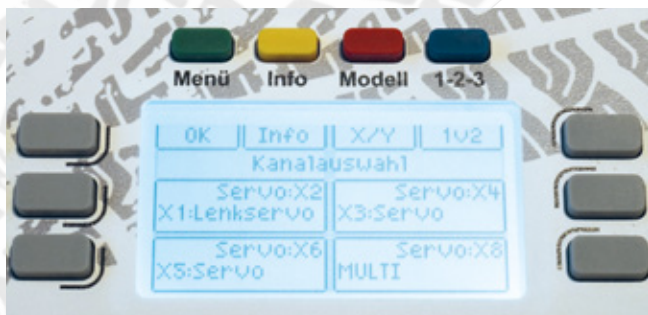 Menü Info Modell 1-2-3
OK Info X/Y 1v2
Kanalauswahl
Servo:X2 Servo:X4
X1:Lenkservo X3:Servo
Servo:X6 Servo:X8
X5:Servo MULTI